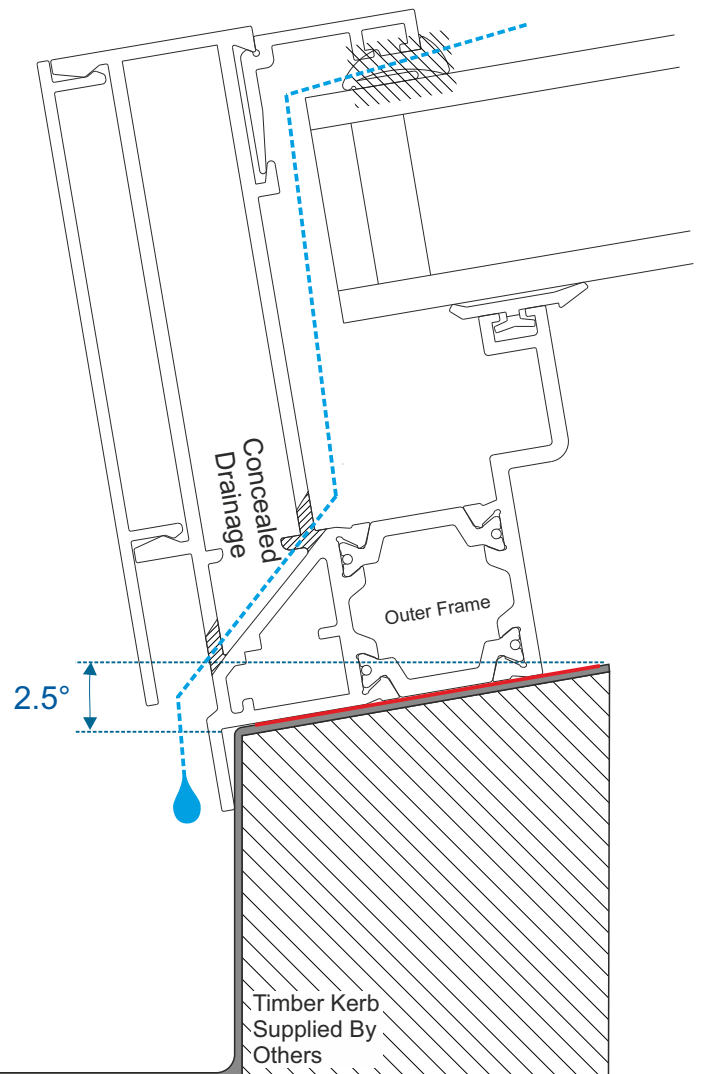 Concealed
Drainage
Outer Frame
2.5°
Timber Kerb
Supplied By
Others